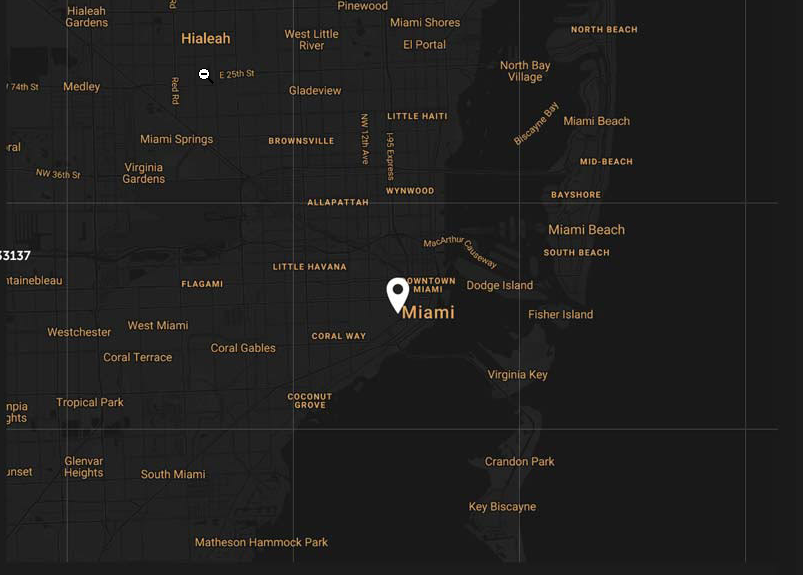 Pinewood
Hialeah
Gardens
Rd
Miami Shores
NORTH BEACH
Hialeah
West Little
River
El Portal
North Bay
Village
E 25th St
74th St
Medley
Red Rd
Gladeview
Biscayne Bay
LITTLE HAITI
Miami Beach
NW 12th Ave
I-95 Express
Miami Springs
BROWNSVILLE
MID-BEACH
Virginia
Gardens
NW 36th St
WYNWOOD
BAYSHORE
ALLAPATTAH
Miami Beach
MacArthur Causeway
SOUTH BEACH
33137
LITTLE HAVANA
ntainebleau
FLAGAMI
OWNTOWN
MIAMI
Dodge Island
Miami
Fisher Island
Westchester
West Miami
CORAL WAY
Coral Gables
Coral Terrace
Virginia Key
COCONUT
GROVE
Tropical Park
mpia
ghts
Crandon Park
Glenvar
Heights
unset
South Miami
Key Biscayne
Matheson Hammock Park